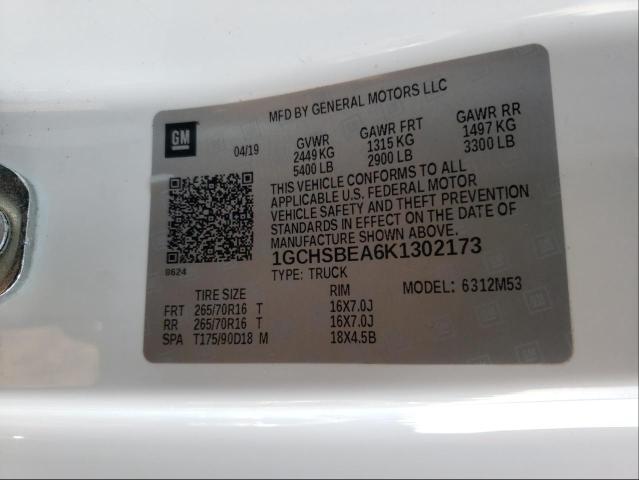 MFD BY GENERAL MOTORS LLC
GM
04/19 GVWR GAWR FRT GAWR RR
2449 KG 1315 KG 1497 KG
5400 LB 2900 LB 3300 LB
THIS VEHICLE CONFORMS TO ALL
APPLICABLE U.S. FEDERAL MOTOR
VEHICLE SAFETY AND THEFT PREVENTION
STANDARDS IN EFFECT ON THE DATE OF
MANUFACTURE SHOWN ABOVE.
8624
1GCHSBEA6K1302173
TYPE: TRUCK MODEL: 6312M53
TIRE SIZE RIM
FRT 265/70R16 T 16X7.0J
RR 265/70R16 T 16X7.0J
SPA T175/90D18 M 18X4.5B